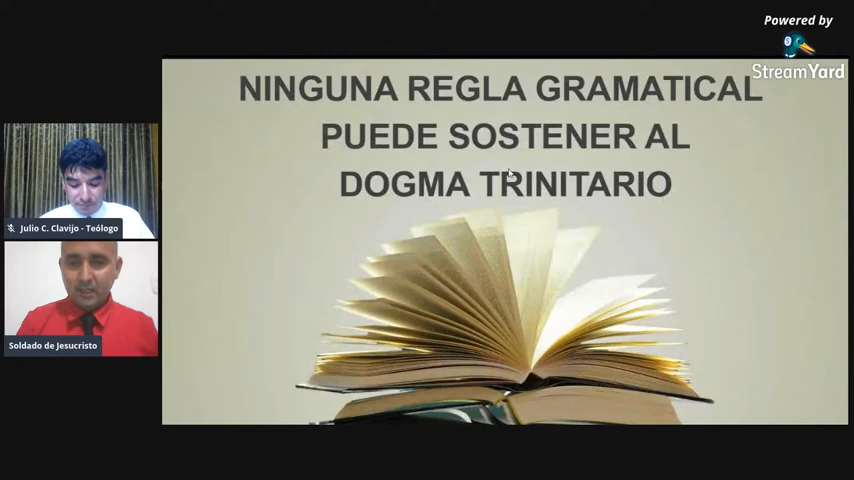 Powered by
StreamYard
NINGUNA REGLA GRAMATICAL
PUEDE SOSTENER AL
DOGMA TRINITARIO
Julio C. Clavijo - Teólogo
Soldado de Jesucristo